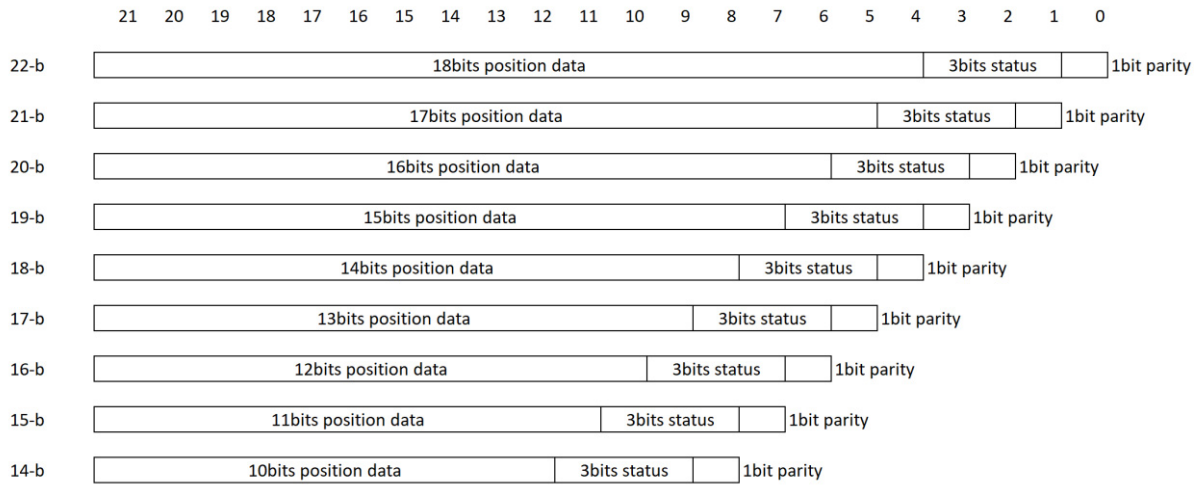 21 20 19 18 17 16 15 14 13 12 11 10 9 8 7 6 5 4 3 2 1 0
22-b 18bits position data 3bits status 1bit parity
21-b 17bits position data 3bits status 1bit parity
20-b 16bits position data 3bits status 1bit parity
19-b 15bits position data 3bits status 1bit parity
18-b 14bits position data 3bits status 1bit parity
17-b 13bits position data 3bits status 1bit parity
16-b 12bits position data 3bits status 1bit parity
15-b 11bits position data 3bits status 1bit parity
14-b 10bits position data 3bits status 1bit parity